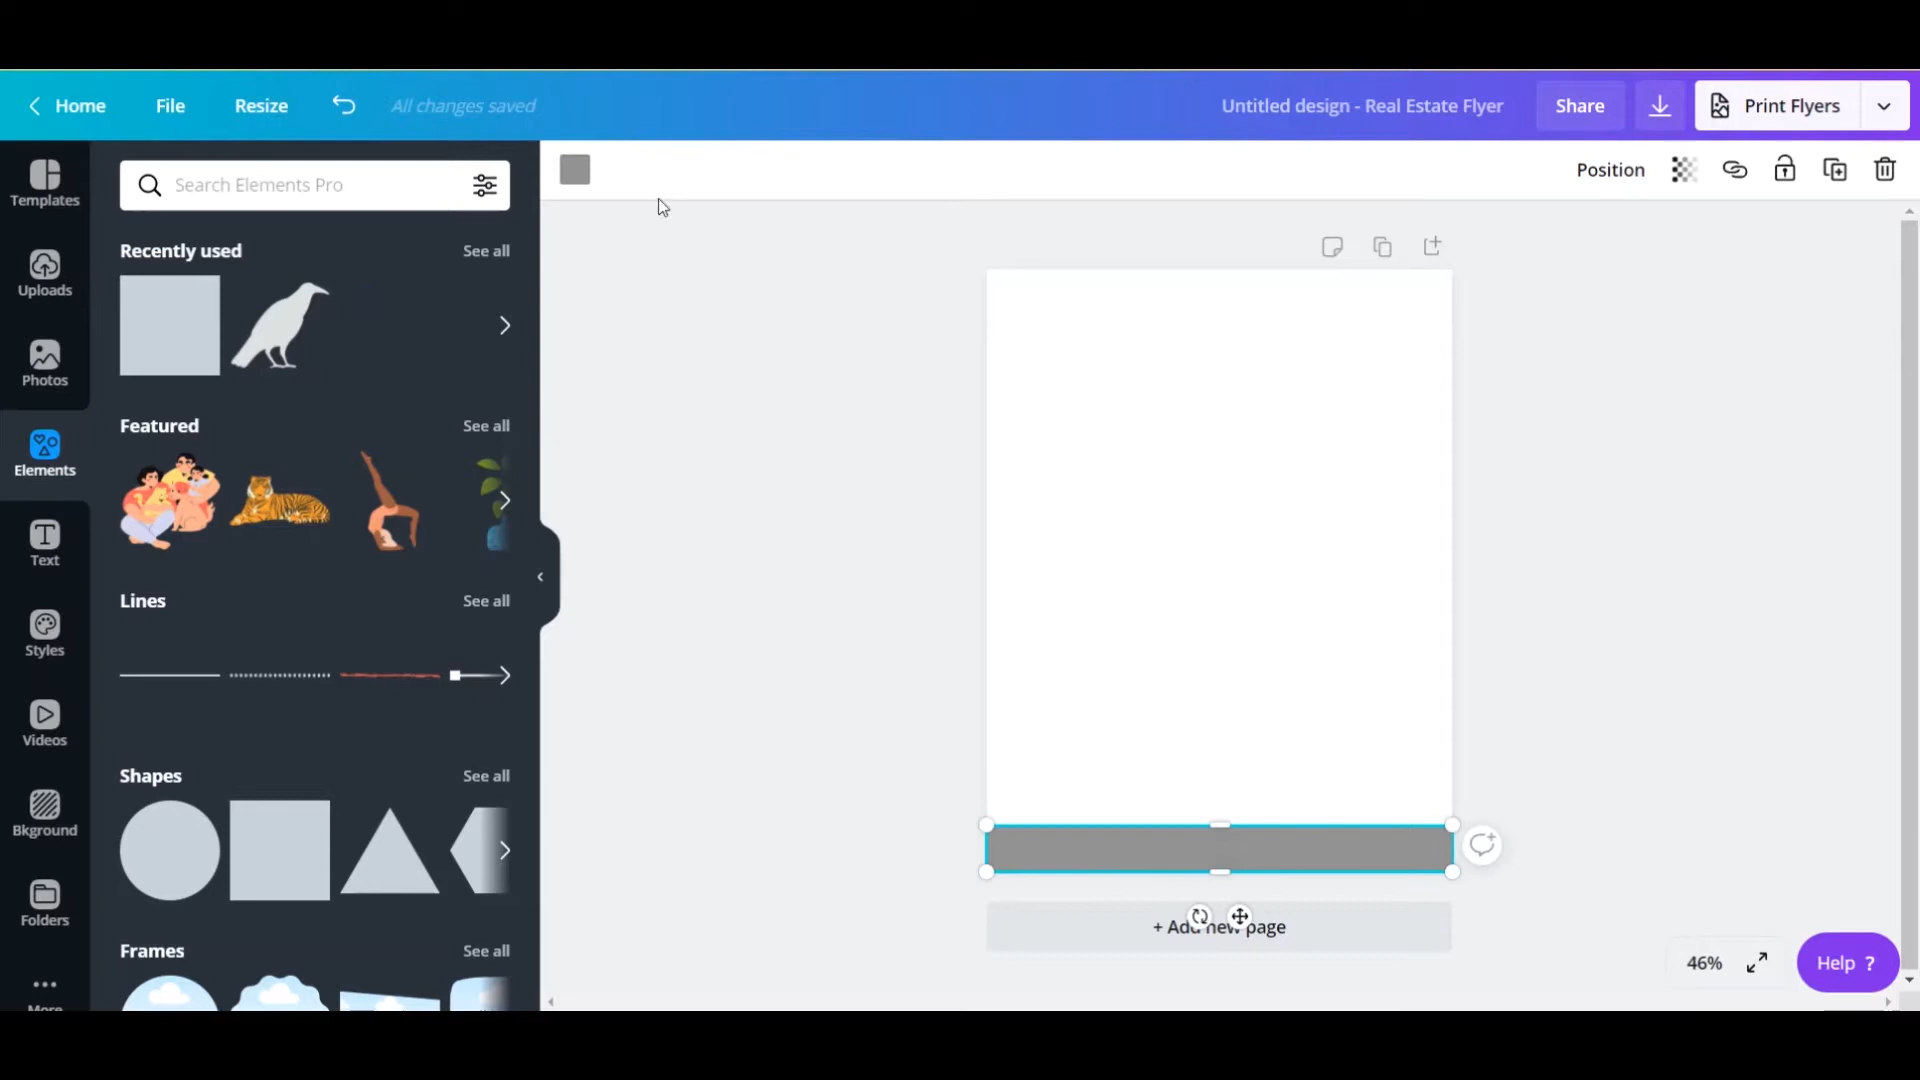 Home File Resize All changes saved Untitled design - Real Estate Flyer Share Print Flyers
Search Elements Pro
Position
Templates
Uploads
Photos
Elements
Text
Styles
Videos
Bkground
Folders
Recently used See all
Featured See all
Lines See all
Shapes See all
Frames See all
+ Add new page
46% Help ?